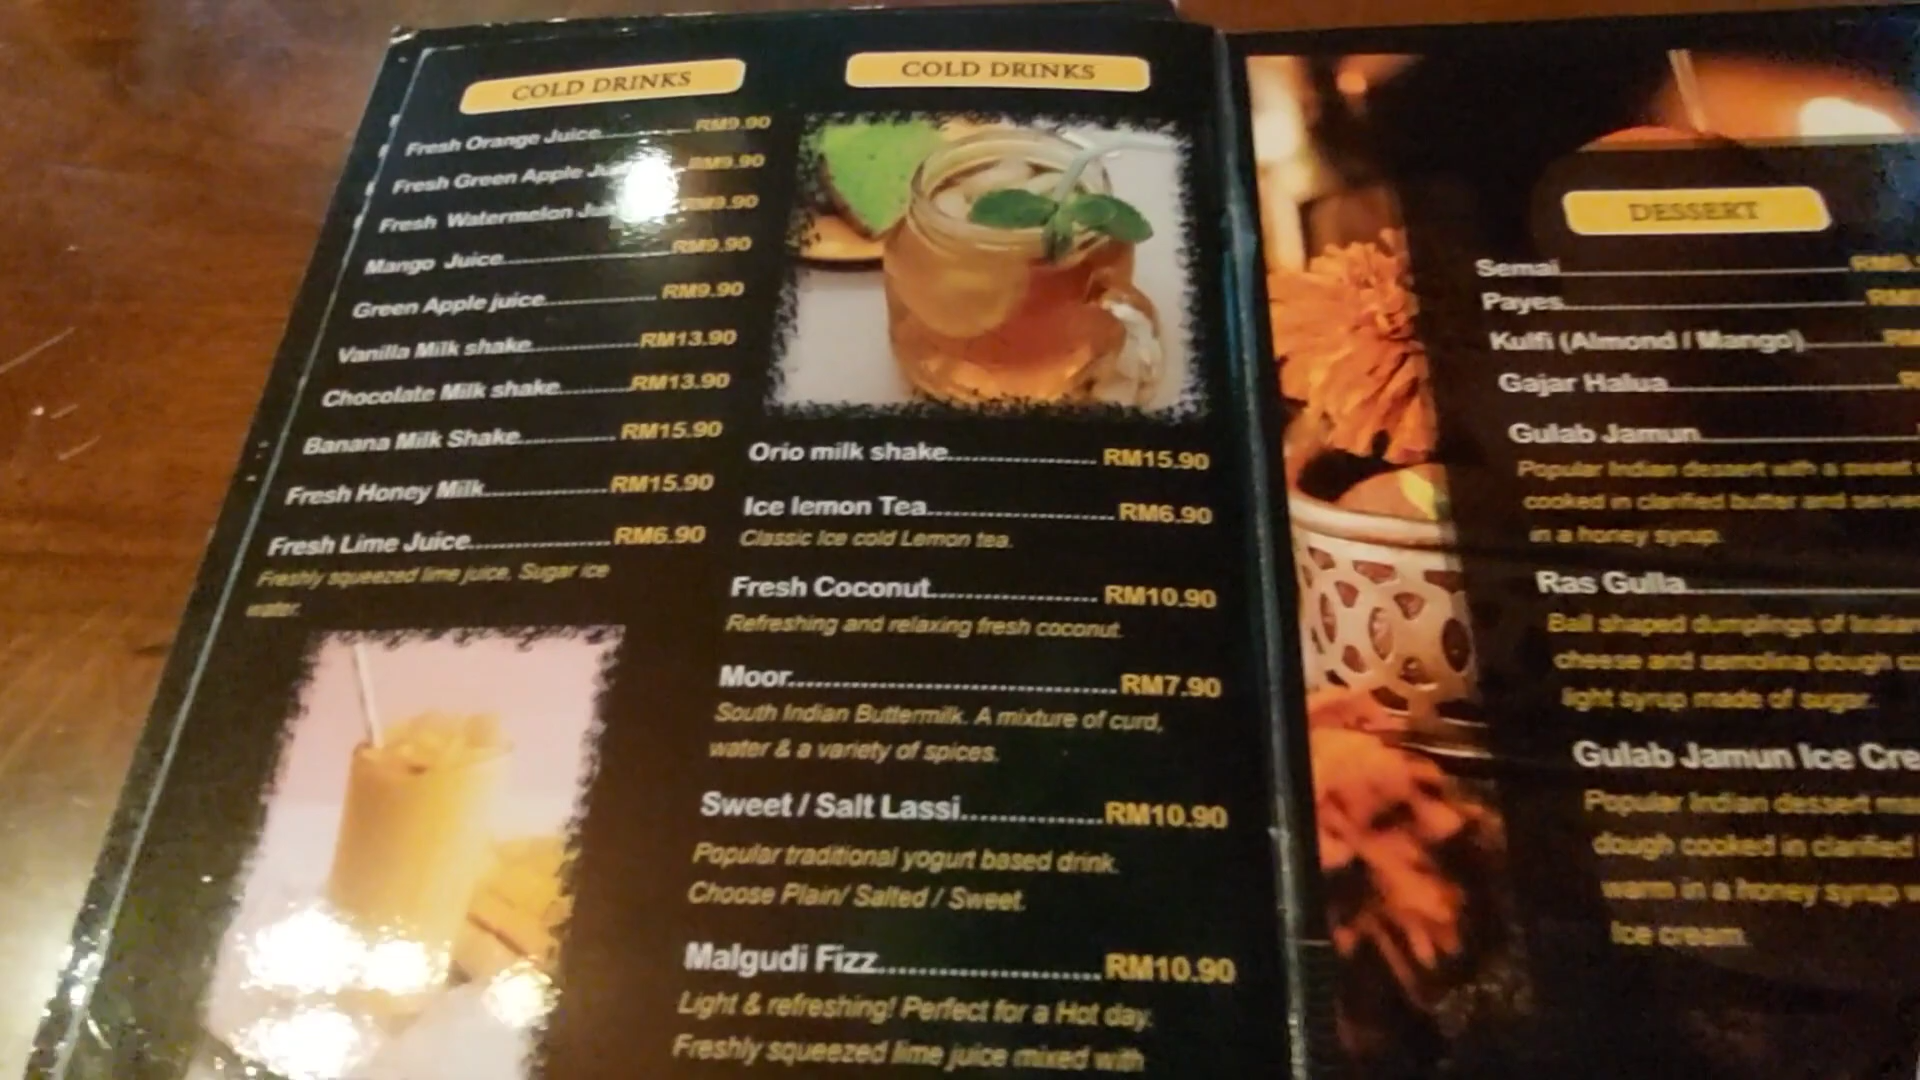 COLD DRINKS
Fresh Orange Juice RM9.90
Fresh Green Apple RM9.90
Fresh Watermelon RM9.90
Mango Juice RM9.90
Green Apple juice RM9.90
Vanilla Milk shake RM13.90
Chocolate Milk shake RM13.90
Banana Milk Shake RM15.90
Fresh Honey Milk RM15.90
Fresh Lime Juice RM6.90
Freshly squeezed lime juice, Sugar ice
water.
COLD DRINKS
Orio milk shake RM15.90
Ice lemon Tea RM6.90
Classic Ice cold Lemon tea.
Fresh Coconut RM10.90
Refreshing and relaxing fresh coconut.
Moor RM7.90
South Indian Buttermilk. A mixture of curd,
water & a variety of spices.
Sweet / Salt Lassi RM10.90
Popular traditional yogurt based drink.
Choose Plain/ Salted / Sweet.
Malgudi Fizz RM10.90
Light & refreshing! Perfect for a Hot day.
Freshly squeezed lime juice mixed with
DESSERT
Semai
Payes
Kulfi (Almond / Mango)
Gajar Halua
Gulab Jamun
Popular Indian dessert with a sweet
cooked in clarified butter and
in a honey syrup.
Ras Gulla
Ball shaped dumplings of
cheese and semolina dough
light syrup made of sugar.
Gulab Jamun Ice
Popular Indian dessert
dough cooked in clarified
warm in a honey syrup
Ice cream.